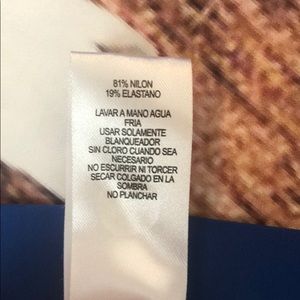 81% NILON
19% ELASTANO
LAVAR A MANO AGUA
FRIA
USAR SOLAMENTE
BLANQUEADOR
SIN CLORO CUANDO SEA
NECESARIO
NO ESCURRIR NI TORCER
SECAR COLGADO EN LA
SOMBRA
NO PLANCHAR